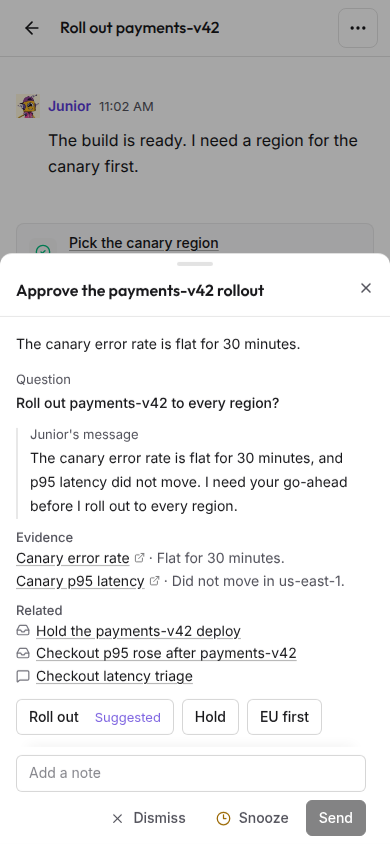 Roll out payments-v42
Junior 11:02 AM
The build is ready. I need a region for the
canary first.
Pick the canary region
Approve the payments-v42 rollout
The canary error rate is flat for 30 minutes.
Question
Roll out payments-v42 to every region?
Junior's message
The canary error rate is flat for 30 minutes, and
p95 latency did not move. I need your go-ahead
before I roll out to every region.
Evidence
Canary error rate · Flat for 30 minutes.
Canary p95 latency · Did not move in us-east-1.
Related
Hold the payments-v42 deploy
Checkout p95 rose after payments-v42
Checkout latency triage
Roll out Suggested Hold EU first
Add a note
Dismiss Snooze Send